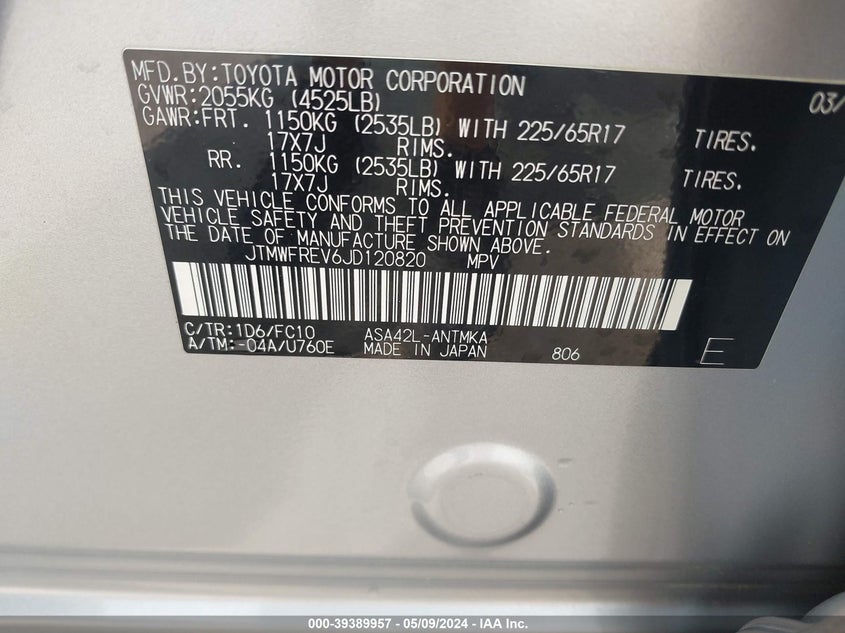 MFD.BY:TOYOTA MOTOR CORPORATION 03/
GVWR:2055KG (4525LB)
GAWR:FRT. 1150KG (2535LB) WITH 225/65R17 TIRES.
17X7J RIMS.
RR. 1150KG (2535LB) WITH 225/65R17 TIRES.
17X7J RIMS.
THIS VEHICLE CONFORMS TO ALL APPLICABLE FEDERAL MOTOR
VEHICLE SAFETY AND THEFT PREVENTION STANDARDS IN EFFECT ON
THE DATE OF MANUFACTURE SHOWN ABOVE.
JTMWFREV6JD120820 MPV
C/TR:1D6/FC10 ASA42L-ANTMKA
A/TM:-04A/U760E MADE IN JAPAN 806 E
000-39389957 - 05/09/2024 - IAA Inc.